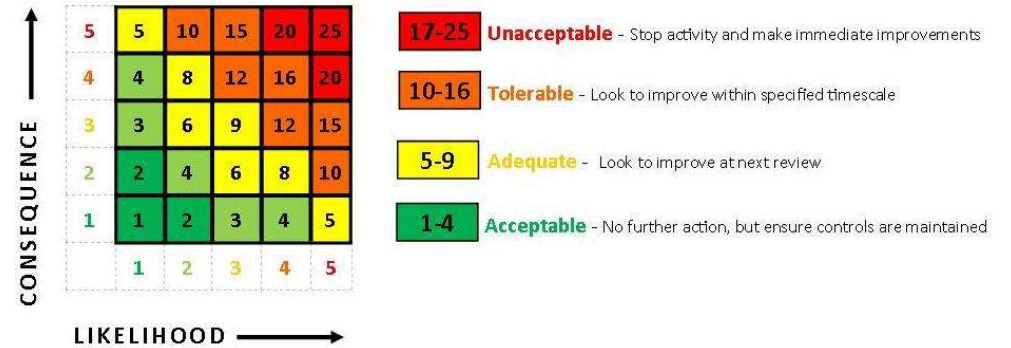 CONSEQUENCE
5 5 10 15 20 25
4 4 8 12 16 20
3 3 6 9 12 15
2 2 4 6 8 10
1 1 2 3 4 5
1 2 3 4 5
LIKELIHOOD
17-25 Unacceptable - Stop activity and make immediate improvements
10-16 Tolerable - Look to improve within specified timescale
5-9 Adequate - Look to improve at next review
1-4 Acceptable - No further action, but ensure controls are maintained